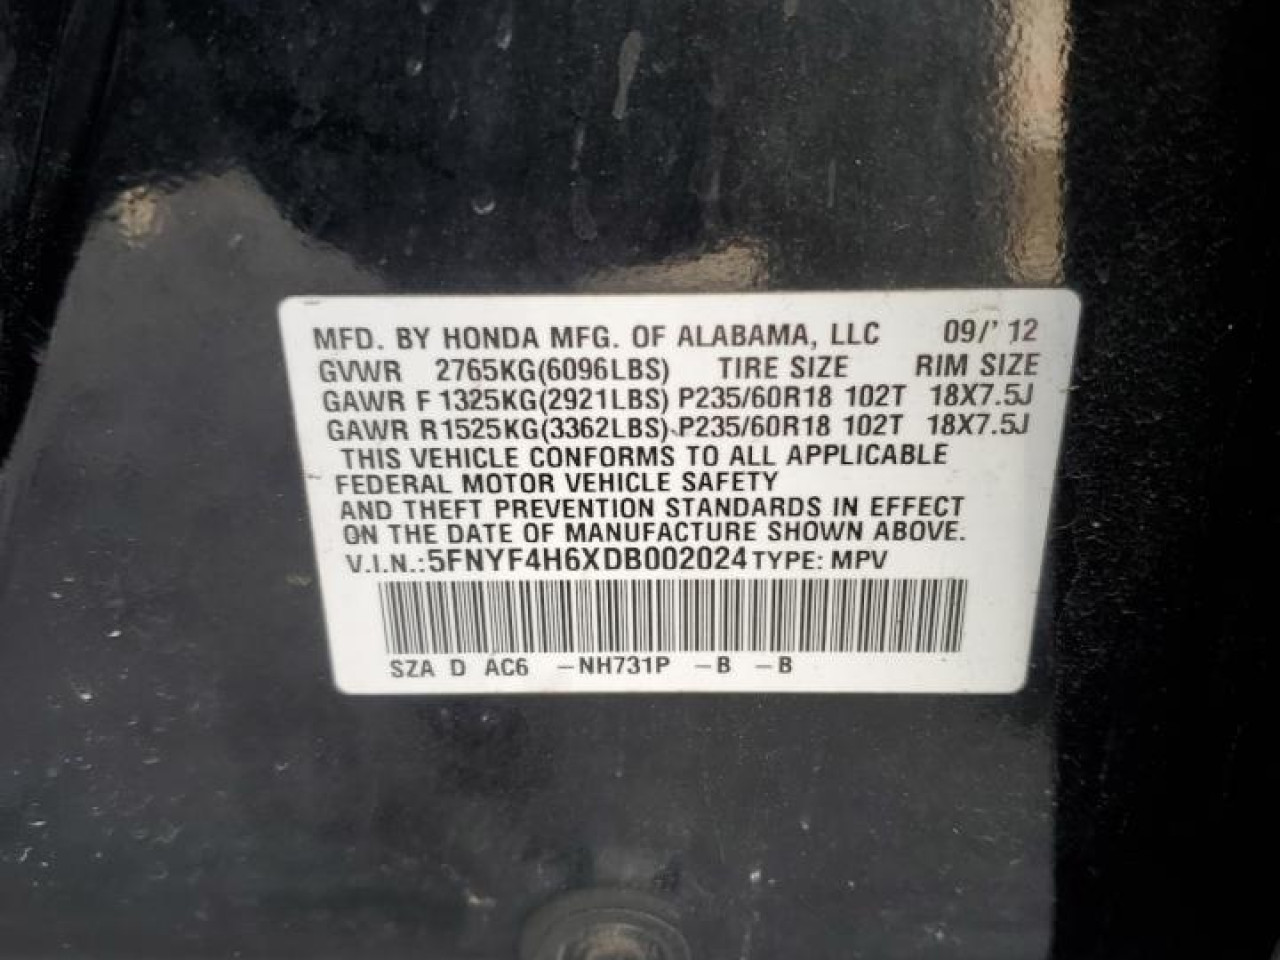 MFD. BY HONDA MFG. OF ALABAMA, LLC 09/' 12
GVWR 2765KG(6096LBS) TIRE SIZE RIM SIZE
GAWR F 1325KG(2921LBS) P235/60R18 102T 18X7.5J
GAWR R1525KG(3362LBS) P235/60R18 102T 18X7.5J
THIS VEHICLE CONFORMS TO ALL APPLICABLE
FEDERAL MOTOR VEHICLE SAFETY
AND THEFT PREVENTION STANDARDS IN EFFECT
ON THE DATE OF MANUFACTURE SHOWN ABOVE.
V.I.N.:5FNYF4H6XDB002024 TYPE: MPV
SZA D AC6 -NH731P -B -B